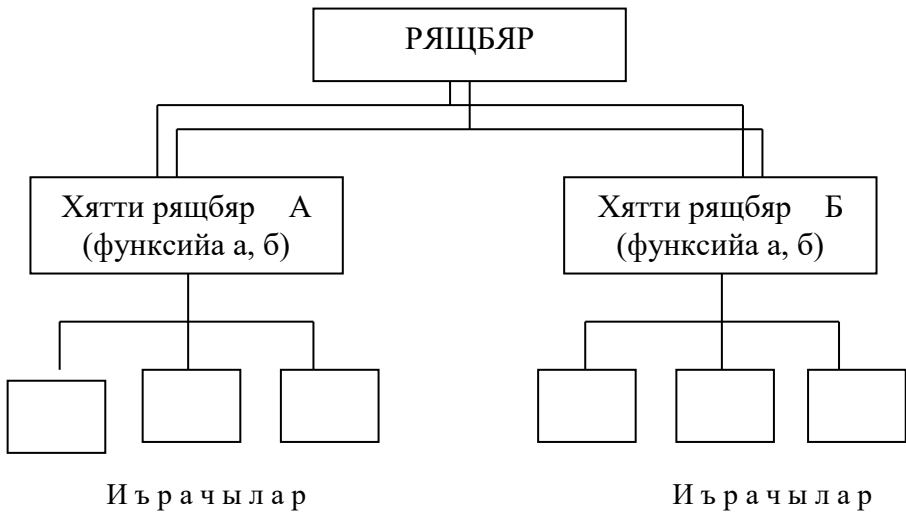 РЯЩБЯР
Хятти рящбяр А
(функсийа а, б)
Хятти рящбяр Б
(функсийа а, б)
И ъ р а ч ы л а р
И ъ р а ч ы л а р